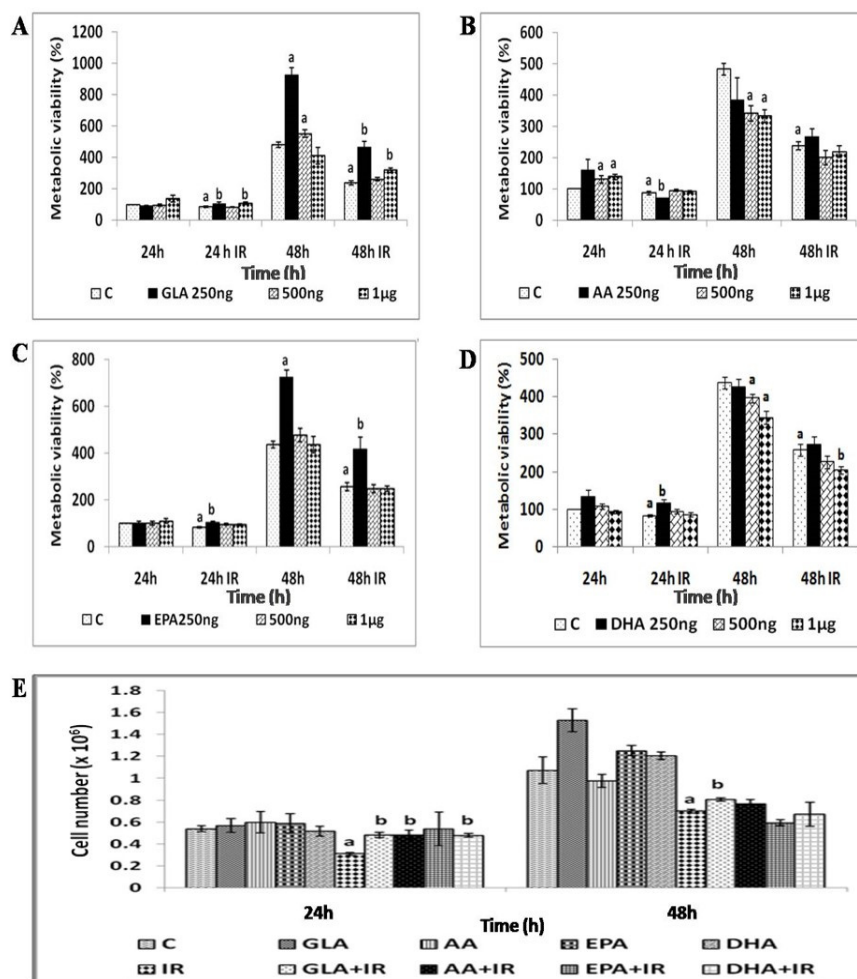 A
Metabolic viability (%)
1200
1000
800
600
400
200
0
a
a
a b b
a
b
b
24h 24 h IR 48h 48h IR
Time (h)
C GLA 250ng 500ng 1µg
B
Metabolic viability (%)
600
500
400
300
200
100
0
a a
a b
a a
a
24h 24 h IR 48h 48h IR
Time (h)
C AA 250ng 500ng 1µg
C
Metabolic viability (%)
800
600
400
200
0
a b
a
a
b
24h 24h IR 48h 48h IR
Time (h)
C EPA250ng 500ng 1µg
D
Metabolic viability (%)
500
400
300
200
100
0
a b
a
a
a
b
24h 24h IR 48h 48h IR
Time (h)
C DHA 250ng 500ng 1µg
E
Cell number (x 10⁶)
1.8
1.6
1.4
1.2
1
0.8
0.6
0.4
0.2
0
a b b b
a b
24h 48h
Time (h)
C GLA AA EPA DHA
IR GLA+IR AA+IR EPA+IR DHA+IR